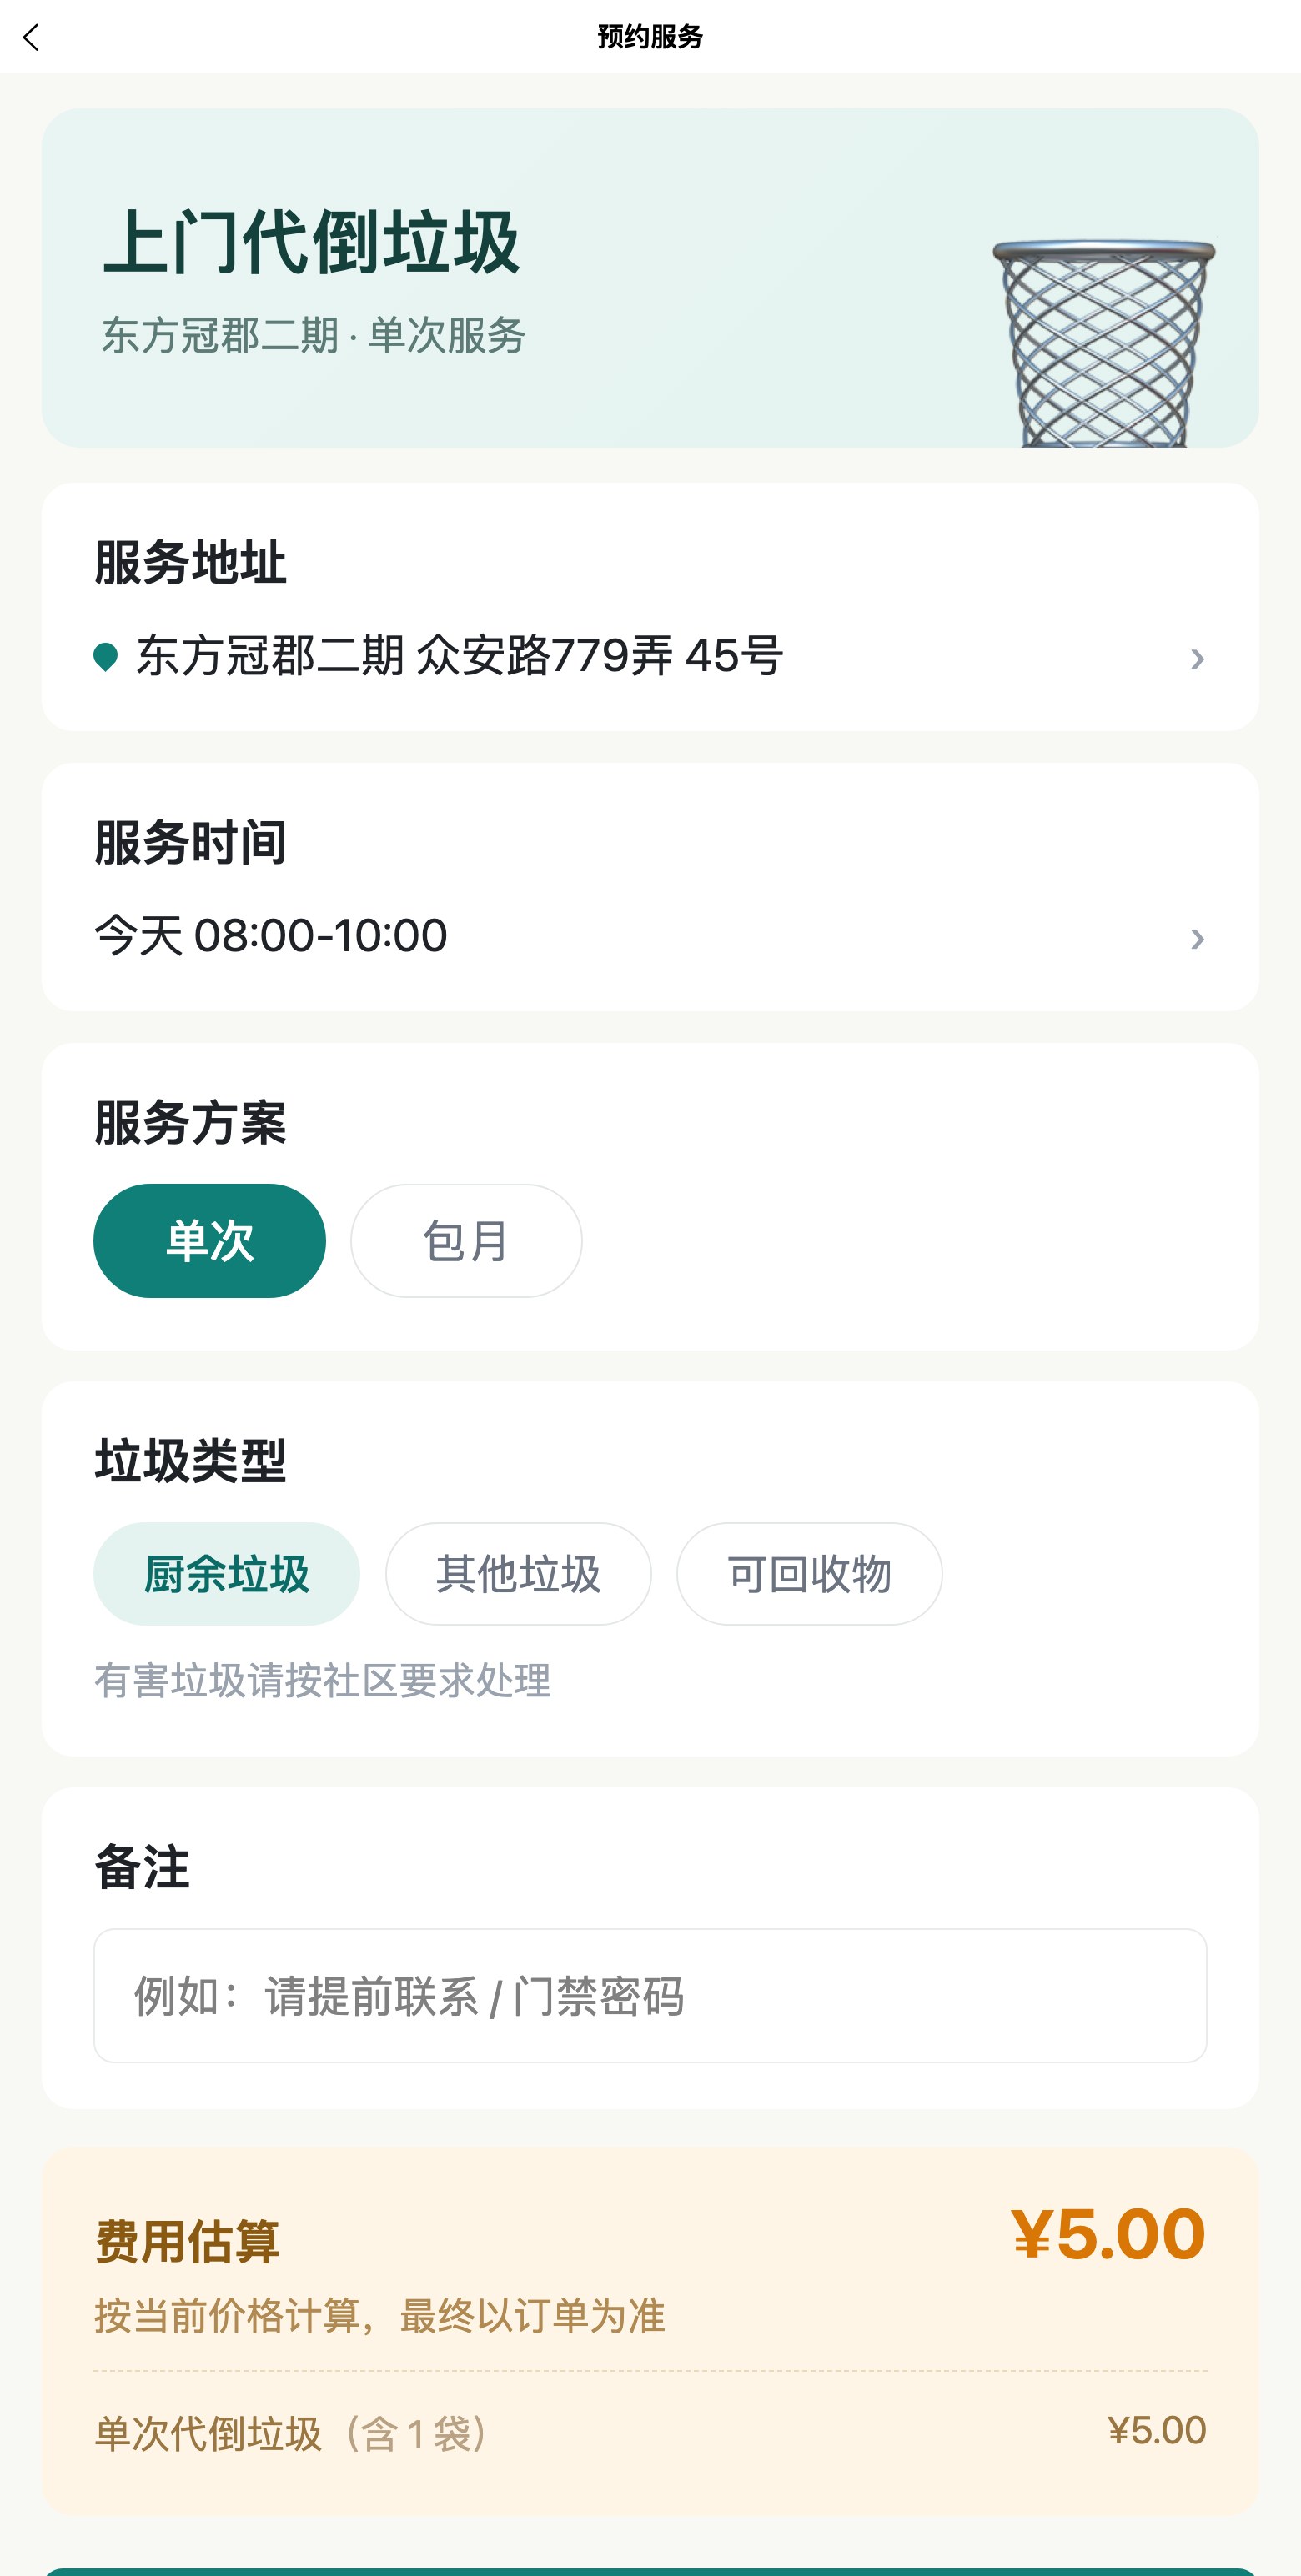 预约服务
上门代倒垃圾
东方冠郡二期 · 单次服务
服务地址
东方冠郡二期 众安路779弄 45号
服务时间
今天 08:00-10:00
服务方案
单次 包月
垃圾类型
厨余垃圾 其他垃圾 可回收物
有害垃圾请按社区要求处理
备注
例如：请提前联系 / 门禁密码
费用估算 ¥5.00
按当前价格计算，最终以订单为准
单次代倒垃圾（含 1 袋） ¥5.00